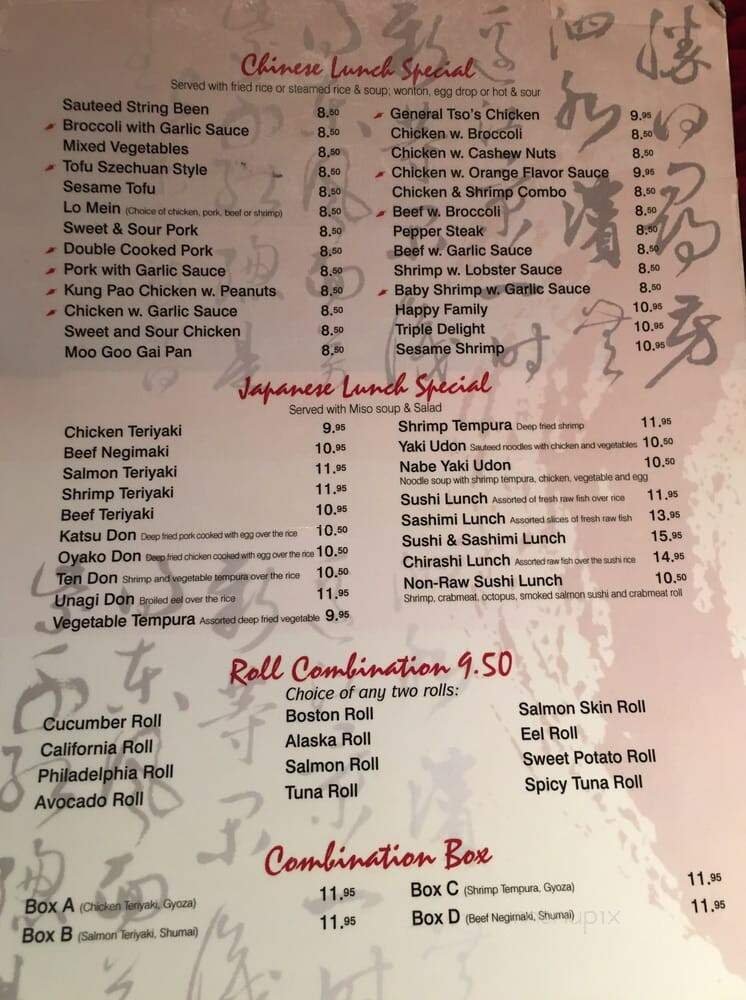 Chinese Lunch Special
Served with fried rice or steamed rice & soup; wonton, egg drop or hot & sour
Sauteed String Been 8.50
Broccoli with Garlic Sauce 8.50
Mixed Vegetables 8.50
Tofu Szechuan Style 8.50
Sesame Tofu 8.50
Lo Mein (Choice of chicken, pork, beef or shrimp) 8.50
Sweet & Sour Pork 8.50
Double Cooked Pork 8.50
Pork with Garlic Sauce 8.50
Kung Pao Chicken w. Peanuts 8.50
Chicken w. Garlic Sauce 8.50
Sweet and Sour Chicken 8.50
Moo Goo Gai Pan 8.50
General Tso's Chicken 9.95
Chicken w. Broccoli 8.50
Chicken w. Cashew Nuts 8.50
Chicken w. Orange Flavor Sauce 9.95
Chicken & Shrimp Combo 8.50
Beef w. Broccoli 8.50
Pepper Steak 8.50
Beef w. Garlic Sauce 8.50
Shrimp w. Lobster Sauce 8.50
Baby Shrimp w. Garlic Sauce 8.50
Happy Family 10.95
Triple Delight 10.95
Sesame Shrimp 10.95
Japanese Lunch Special
Served with Miso soup & Salad
Chicken Teriyaki 9.95
Beef Negimaki 10.95
Salmon Teriyaki 11.95
Shrimp Teriyaki 11.95
Beef Teriyaki 10.95
Katsu Don Deep fried pork cooked with egg over the rice 10.50
Oyako Don Deep fried chicken cooked with egg over the rice 10.50
Ten Don Shrimp and vegetable tempura over the rice 10.50
Unagi Don Broiled eel over the rice 11.95
Vegetable Tempura Assorted deep fried vegetable 9.95
Shrimp Tempura Deep fried shrimp 11.95
Yaki Udon Sauteed noodles with chicken and vegetables 10.50
Nabe Yaki Udon 10.50
Noodle soup with shrimp tempura, chicken, vegetable and egg
Sushi Lunch Assorted of fresh raw fish over rice 11.95
Sashimi Lunch Assorted slices of fresh raw fish 13.95
Sushi & Sashimi Lunch 15.95
Chirashi Lunch Assorted raw fish over the sushi rice 14.95
Non-Raw Sushi Lunch 10.50
Shrimp, crabmeat, octopus, smoked salmon sushi and crabmeat roll
Roll Combination 9.50
Choice of any two rolls:
Cucumber Roll
California Roll
Philadelphia Roll
Avocado Roll
Boston Roll
Alaska Roll
Salmon Roll
Tuna Roll
Salmon Skin Roll
Eel Roll
Sweet Potato Roll
Spicy Tuna Roll
Combination Box
Box A (Chicken Teriyaki, Gyoza) 11.95
Box B (Salmon Teriyaki, Shumai) 11.95
Box C (Shrimp Tempura, Gyoza) 11.95
Box D (Beef Negimaki, Shumai) 11.95